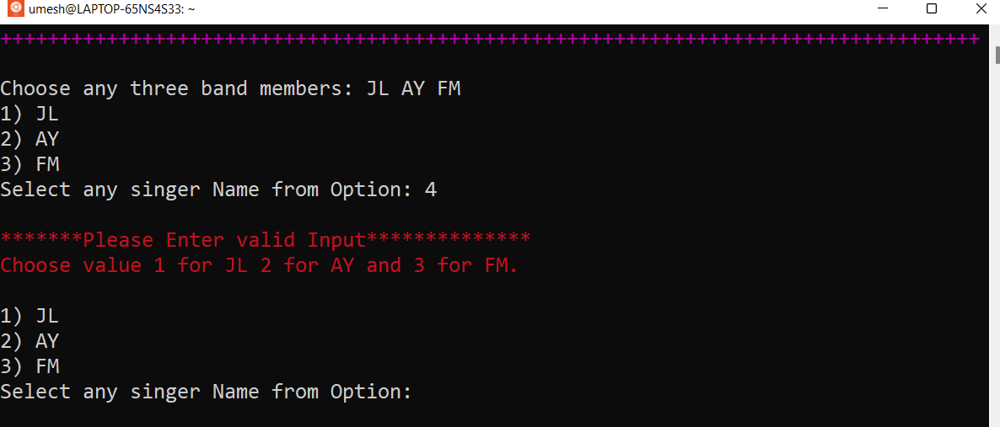 umesh@LAPTOP-65NS4S33: ~
+++++++++++++++++++++++++++++++++++++++++++++++++++++++++++++++++++++++++++++++++++
Choose any three band members: JL AY FM
1) JL
2) AY
3) FM
Select any singer Name from Option: 4
*******Please Enter valid Input**************
Choose value 1 for JL 2 for AY and 3 for FM.
1) JL
2) AY
3) FM
Select any singer Name from Option: